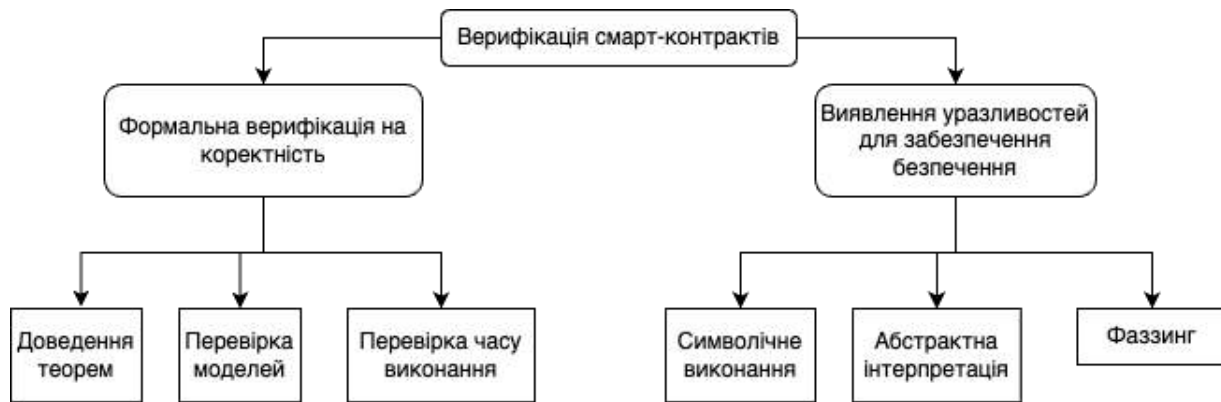 Верифікація смарт-контрактів
Формальна верифікація на
коректність
Виявлення уразливостей
для забезпечення
безпечення
Доведення
теорем
Перевірка
моделей
Перевірка часу
виконання
Символічне
виконання
Абстрактна
інтерпретація
Фаззинг